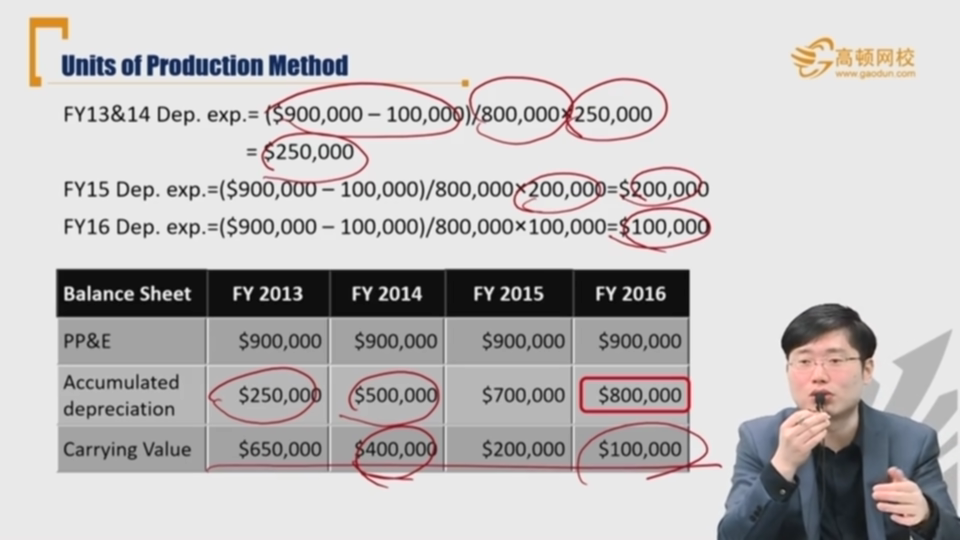 Units of Production Method
高顿网校
www.gaodun.com
FY13&14 Dep. exp.= ($900,000 – 100,000)/800,000×250,000
= $250,000
FY15 Dep. exp.=($900,000 – 100,000)/800,000×200,000=$200,000
FY16 Dep. exp.=($900,000 – 100,000)/800,000×100,000=$100,000
Balance Sheet FY 2013 FY 2014 FY 2015 FY 2016
PP&E $900,000 $900,000 $900,000 $900,000
Accumulated
depreciation $250,000 $500,000 $700,000 $800,000
Carrying Value $650,000 $400,000 $200,000 $100,000